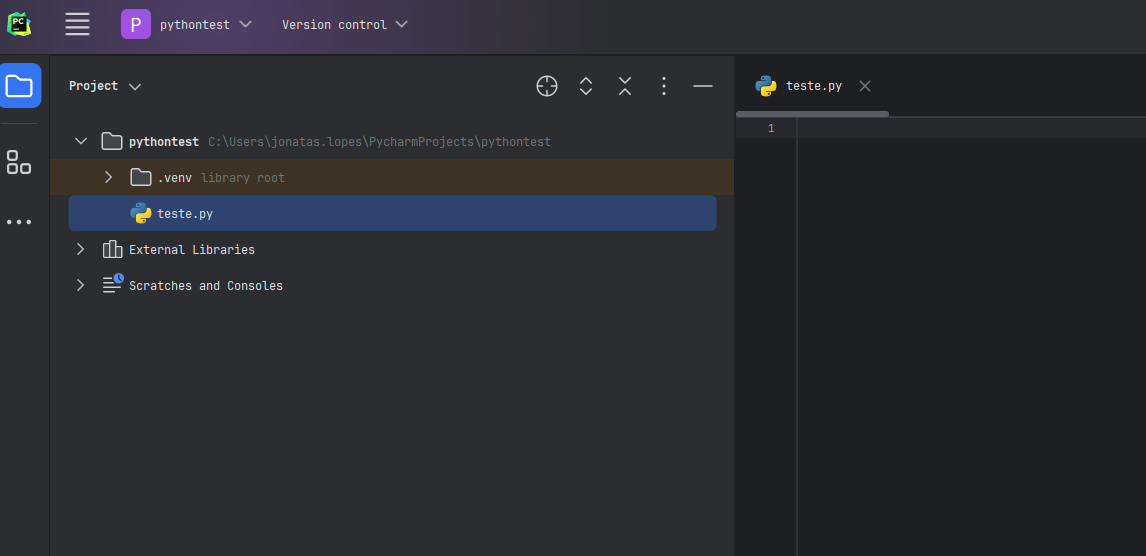 PC
P pythontest Version control
Project
teste.py
1
pythontest C:\Users\jonatas.lopes\PycharmProjects\pythontest
.venv library root
teste.py
External Libraries
Scratches and Consoles